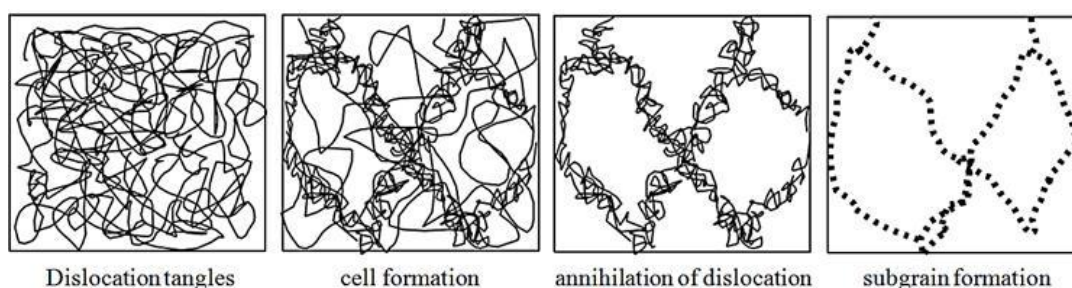 Dislocation tangles
cell formation
annihilation of dislocation
subgrain formation